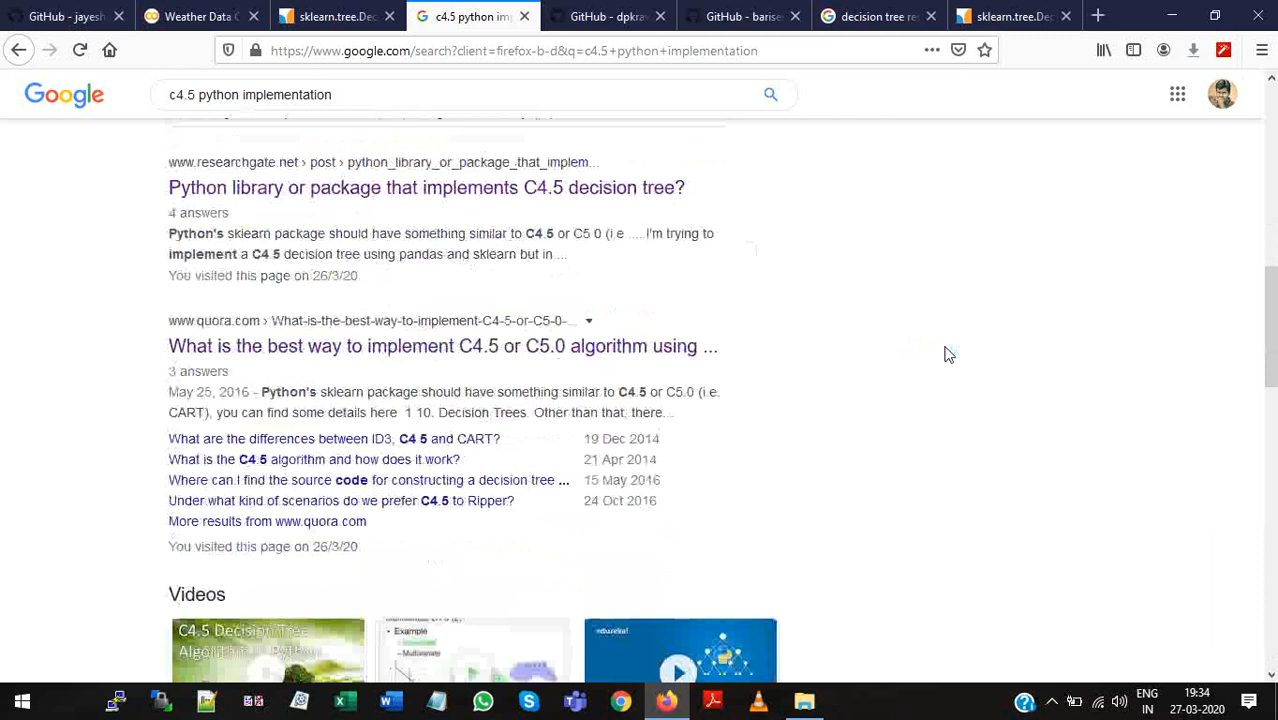 GitHub - jayesh
Weather Data C
sklearn.tree.De
c4.5 python im
GitHub - dpkrav
GitHub - barise
decision tree re
sklearn.tree.De
https://www.google.com/search?client=firefox-b-d&q=c4.5+python+implementation
Google
c4.5 python implementation
www.researchgate.net › post › python_library_or_package_that_implem...
Python library or package that implements C4.5 decision tree?
4 answers
Python's sklearn package should have something similar to C4.5 or C5 0 (i.e ....I'm trying to
implement a C4 5 decision tree using pandas and sklearn but in ...
You visited this page on 26/3/20.
www.quora.com › What-is-the-best-way-to-implement-C4-5-or-C5-0-...
What is the best way to implement C4.5 or C5.0 algorithm using ...
3 answers
May 25, 2016 - Python's sklearn package should have something similar to C4.5 or C5.0 (i.e.
CART), you can find some details here 1 10. Decision Trees. Other than that, there...
What are the differences between ID3, C4 5 and CART? 19 Dec 2014
What is the C4.5 algorithm and how does it work? 21 Apr 2014
Where can I find the source code for constructing a decision tree ... 15 May 2016
Under what kind of scenarios do we prefer C4.5 to Ripper? 24 Oct 2016
More results from www.quora.com
You visited this page on 26/3/20.
Videos
C4.5 Decision Tree
Algorithm in Python
• Example
– Multivariate
edureka!
ENG
IN
19:34
27-03-2020